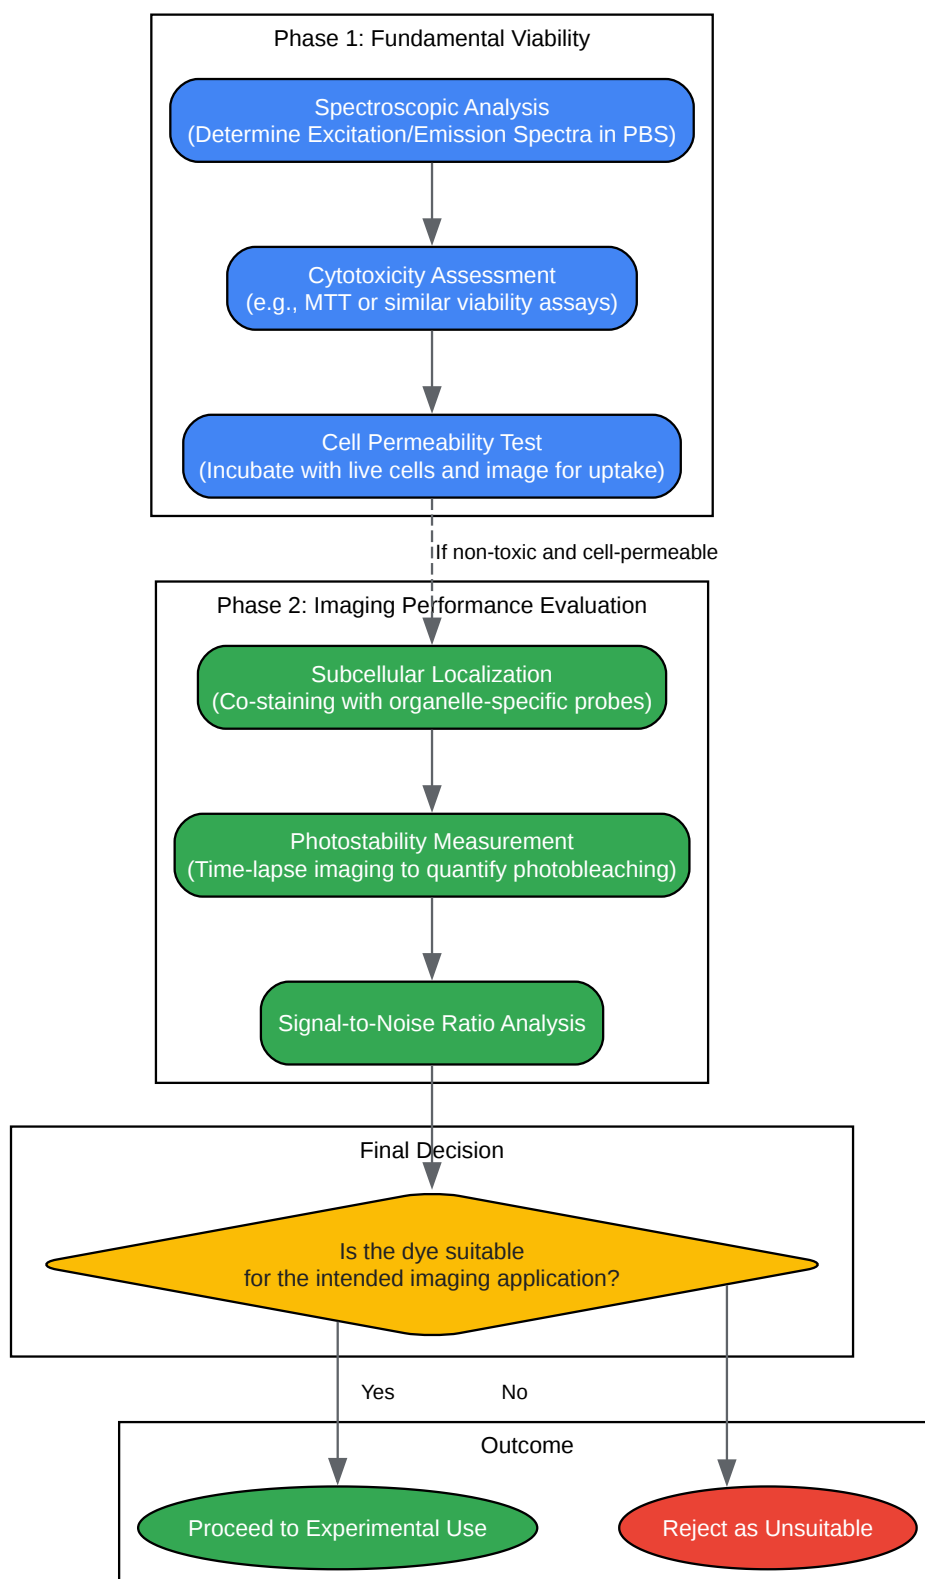 Phase 1: Fundamental Viability
Spectroscopic Analysis
(Determine Excitation/Emission Spectra in PBS)
Cytotoxicity Assessment
(e.g., MTT or similar viability assays)
Cell Permeability Test
(Incubate with live cells and image for uptake)
If non-toxic and cell-permeable
Phase 2: Imaging Performance Evaluation
Subcellular Localization
(Co-staining with organelle-specific probes)
Photostability Measurement
(Time-lapse imaging to quantify photobleaching)
Signal-to-Noise Ratio Analysis
Final Decision
Is the dye suitable
for the intended imaging application?
Yes
No
Outcome
Proceed to Experimental Use
Reject as Unsuitable